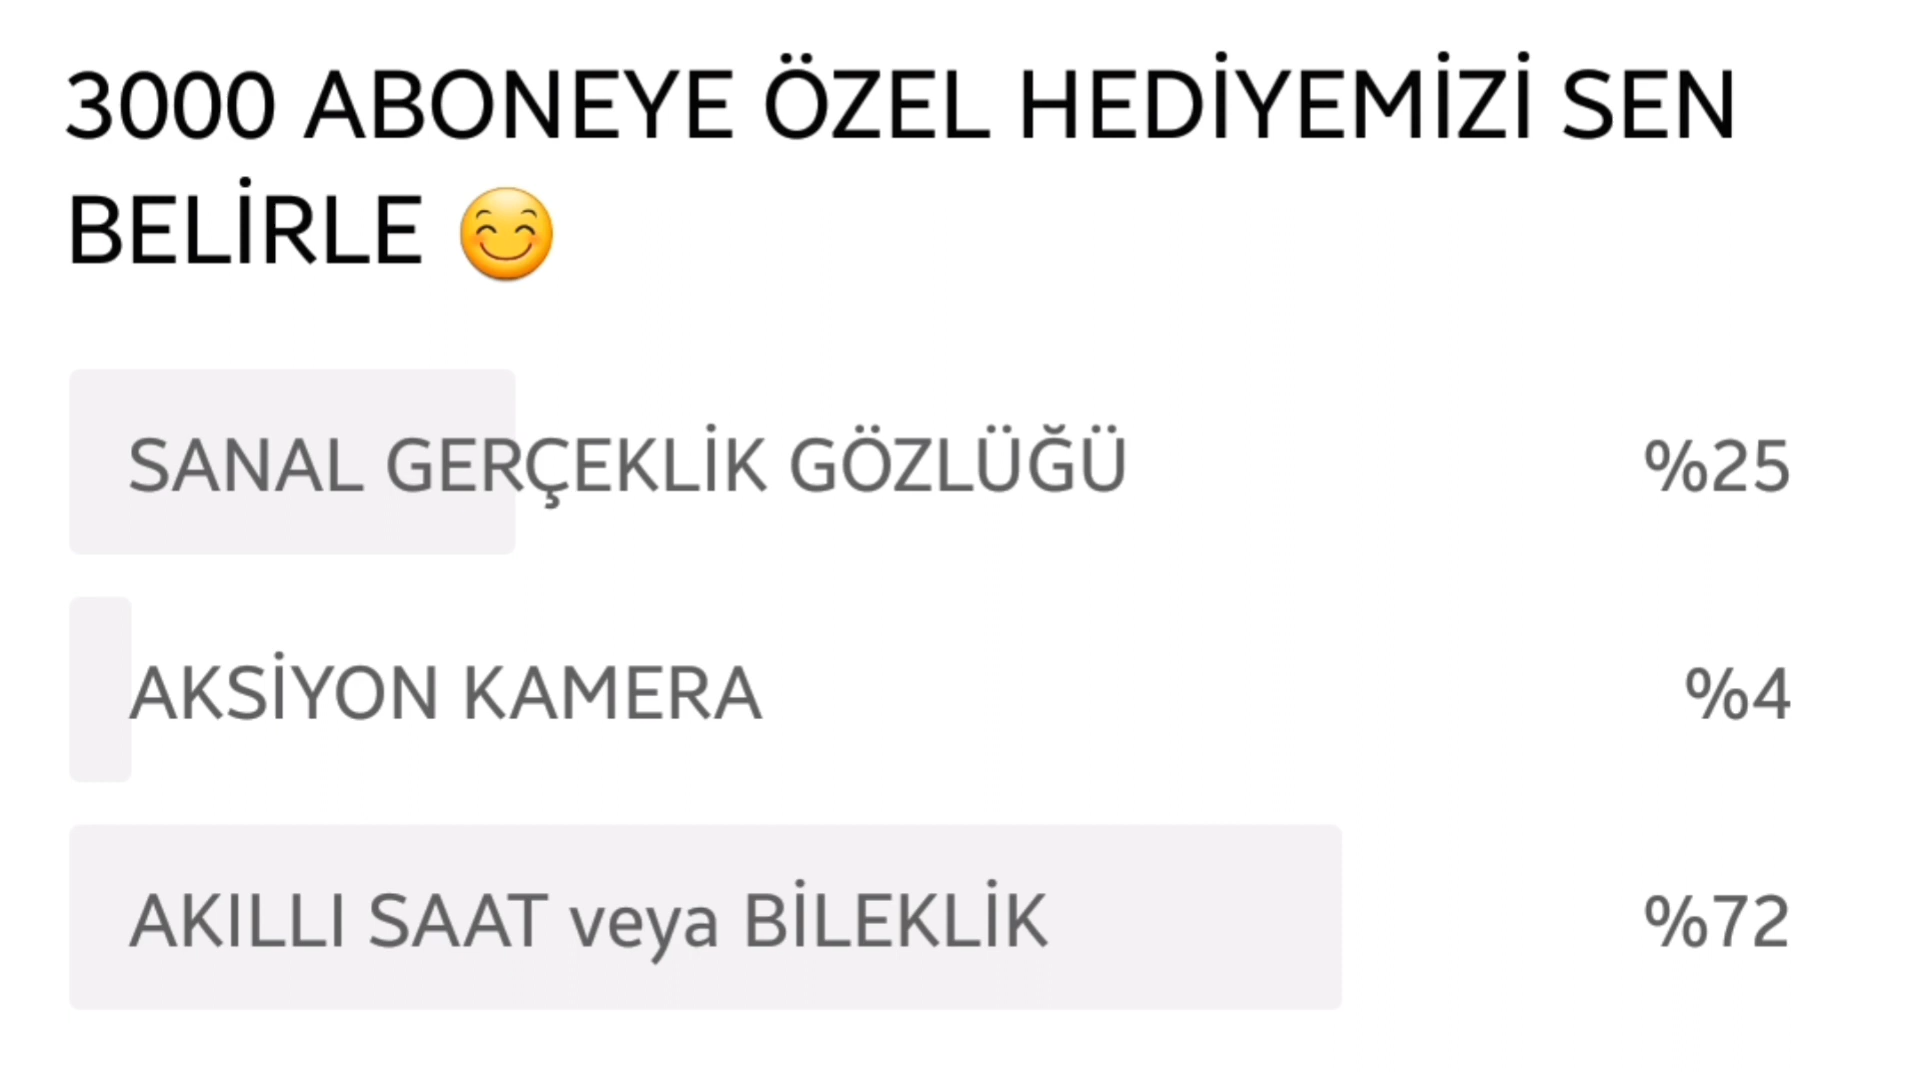 3000 ABONEYE ÖZEL HEDİYEMİZİ SEN
BELİRLE 😊
SANAL GERÇEKLİK GÖZLÜĞÜ %25
AKSİYON KAMERA %4
AKILLI SAAT veya BİLEKLİK %72